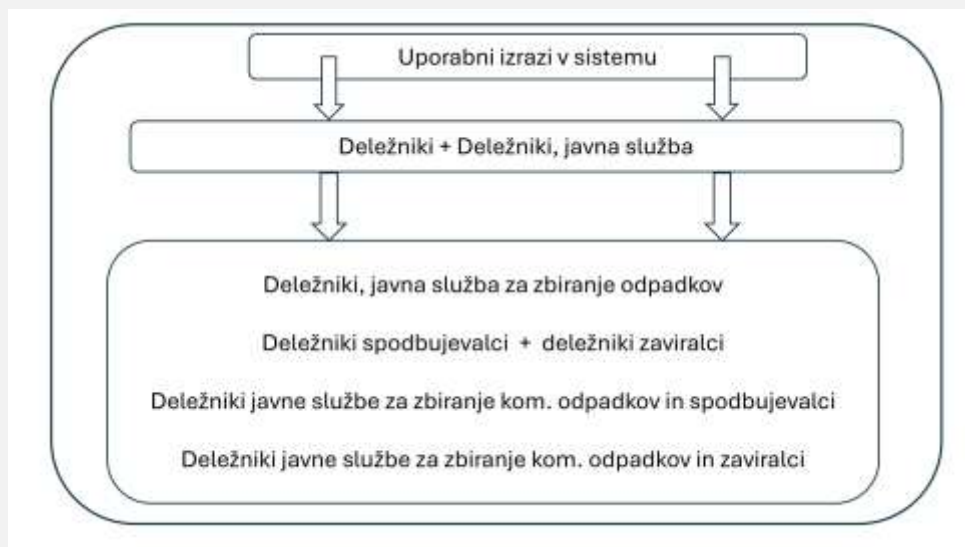 Uporabni izrazi v sistemu
Deležniki + Deležniki, javna služba
Deležniki, javna služba za zbiranje odpadkov
Deležniki spodbujevalci + deležniki zaviralci
Deležniki javne službe za zbiranje kom. odpadkov in spodbujevalci
Deležniki javne službe za zbiranje kom. odpadkov in zaviralci